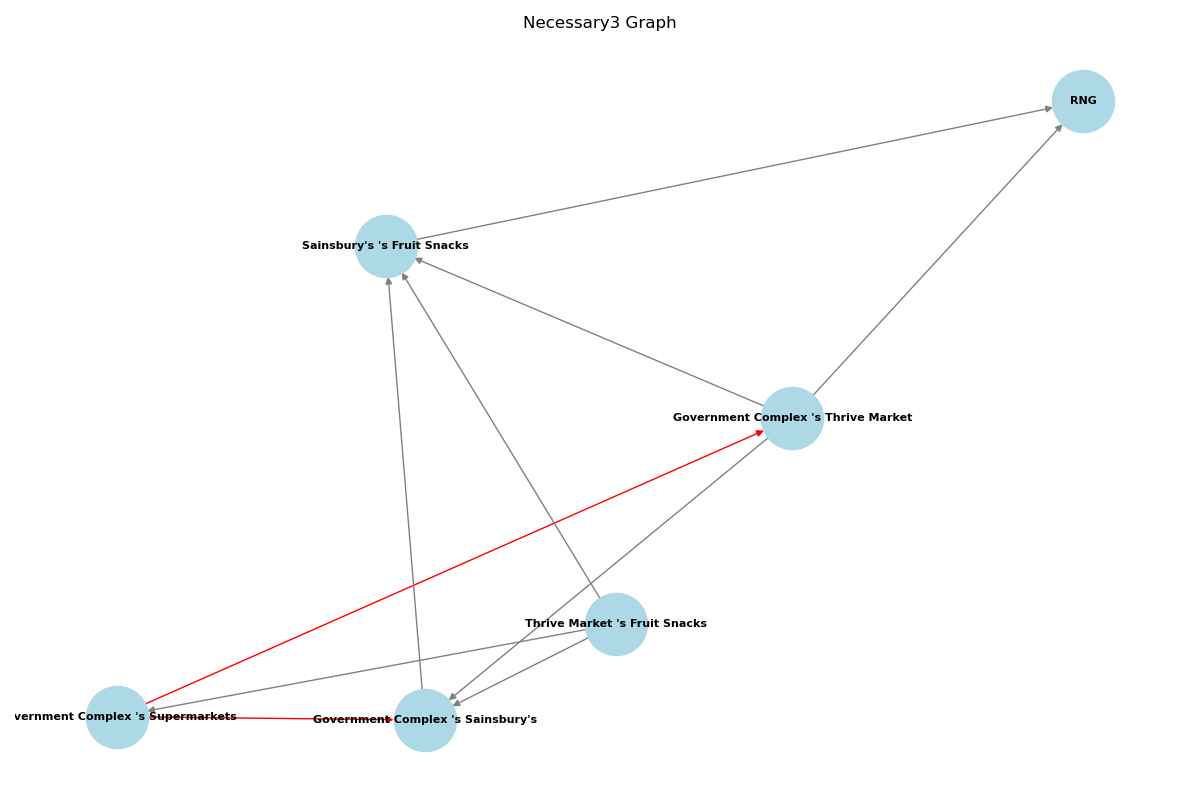 Necessary3 Graph
RNG
Sainsbury's 's Fruit Snacks
Government Complex 's Thrive Market
Thrive Market 's Fruit Snacks
vernment Complex 's Supermarkets
Government Complex 's Sainsbury's